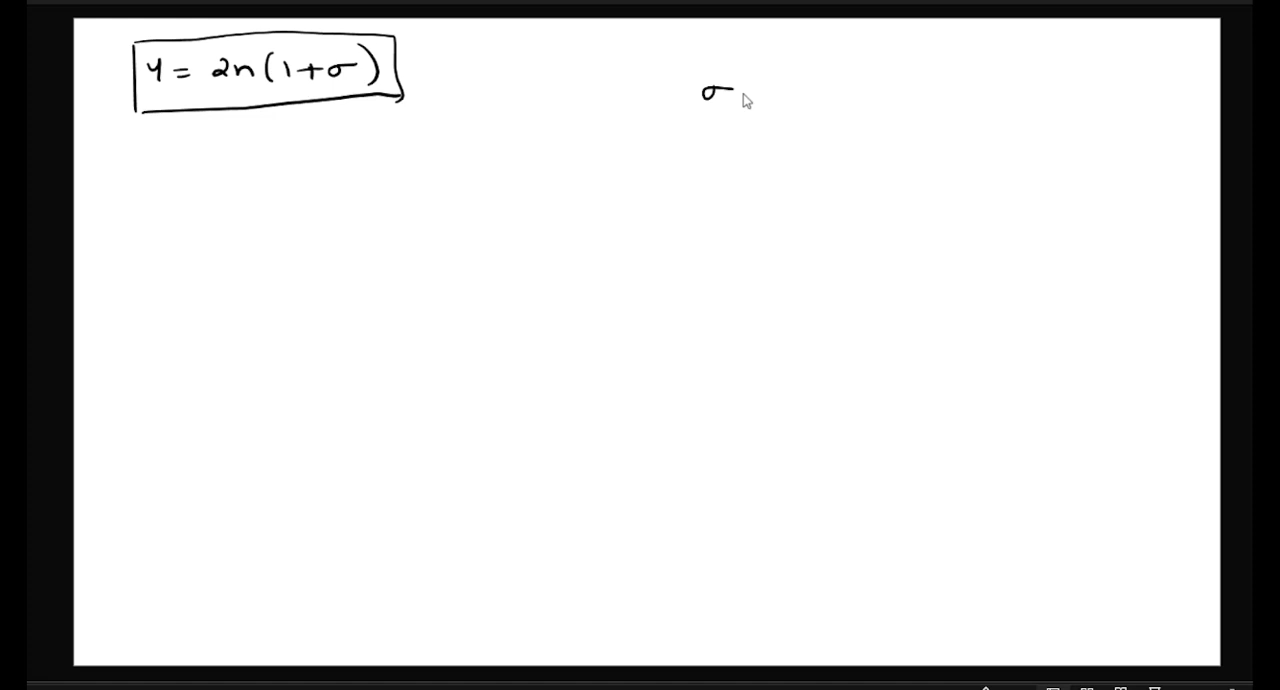 Y = 2n(1+σ)
σ